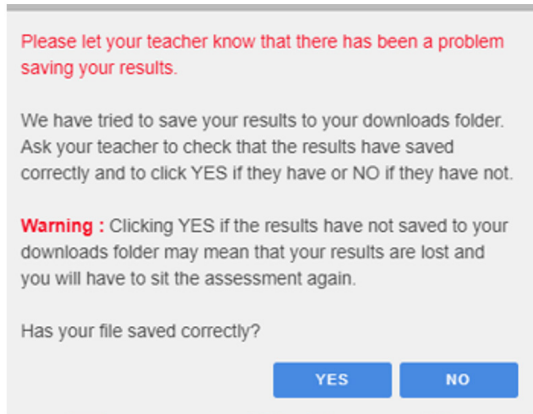 Please let your teacher know that there has been a problem
saving your results.
We have tried to save your results to your downloads folder.
Ask your teacher to check that the results have saved
correctly and to click YES if they have or NO if they have not.
Warning : Clicking YES if the results have not saved to your
downloads folder may mean that your results are lost and
you will have to sit the assessment again.
Has your file saved correctly?
YES NO